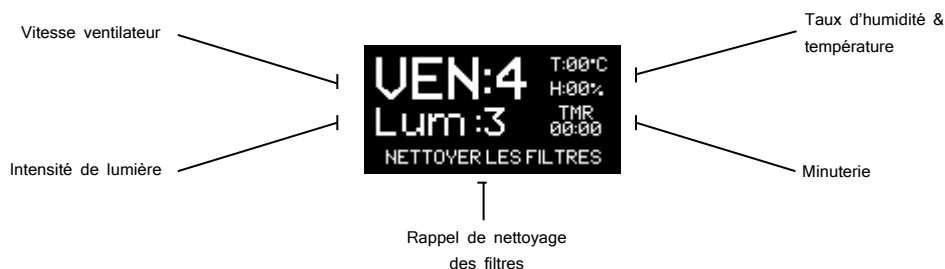 Vitesse ventilateur
Taux d'humidité &
température
VEN:4
T:00°C
H:00%
Lum :3
TMR
00:00
NETTOYER LES FILTRES
Intensité de lumière
Minuterie
Rappel de nettoyage
des filtres